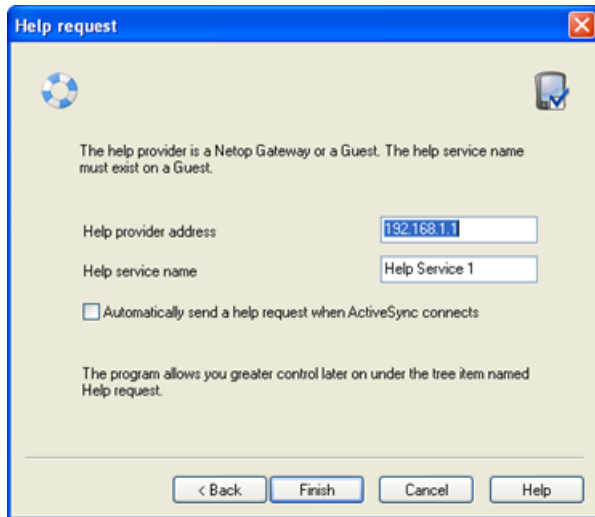 Help request
The help provider is a Netop Gateway or a Guest. The help service name
must exist on a Guest.
Help provider address
192.168.1.1
Help service name
Help Service 1
Automatically send a help request when ActiveSync connects
The program allows you greater control later on under the tree item named
Help request.
< Back
Finish
Cancel
Help